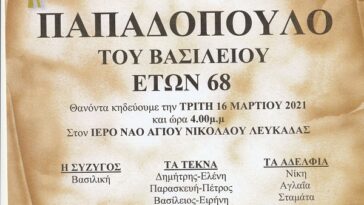 ΠΑΠΑΔΟΠΟΥΛΟ
ΤΟΥ ΒΑΣΙΛΕΙΟΥ
ΕΤΩΝ 68
Θανόντα κηδεύουμε την ΤΡΙΤΗ 16 ΜΑΡΤΙΟΥ 2021
και ώρα 4.00μ.μ
Στον ΙΕΡΟ ΝΑΟ ΑΓΙΟΥ ΝΙΚΟΛΑΟΥ ΛΕΥΚΑΔΑΣ
Η ΣΥΖΥΓΟΣ
Βασιλική
ΤΑ ΤΕΚΝΑ
Δημήτρης-Ελένη
Παρασκευή-Πέτρος
Βασίλειος-Ειρήνη
ΤΑ ΑΔΕΛΦΙΑ
Νίκη
Αγλαΐα
Σταμάτα